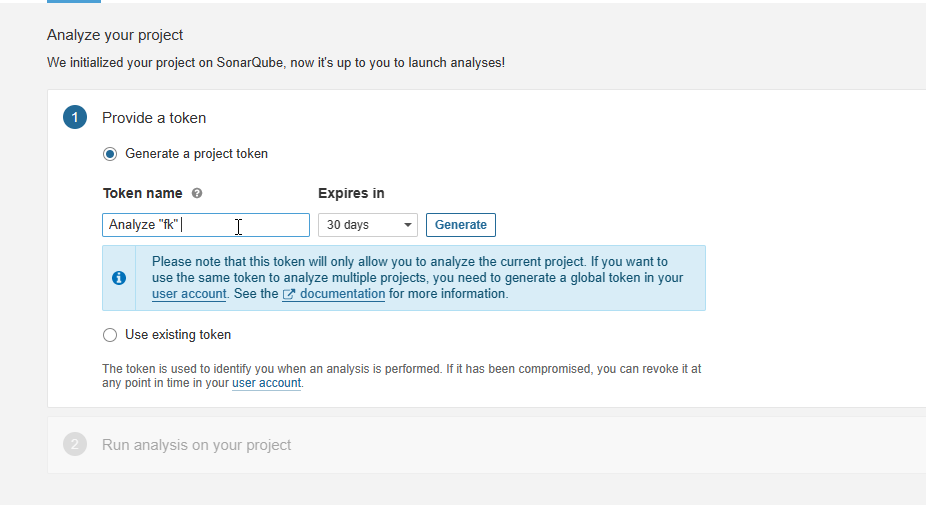 Analyze your project
We initialized your project on SonarQube, now it's up to you to launch analyses!
1 Provide a token
Generate a project token
Token name ? Expires in
Analyze "fk" 30 days Generate
Please note that this token will only allow you to analyze the current project. If you want to
use the same token to analyze multiple projects, you need to generate a global token in your
user account. See the documentation for more information.
Use existing token
The token is used to identify you when an analysis is performed. If it has been compromised, you can revoke it at
any point in time in your user account.
2 Run analysis on your project